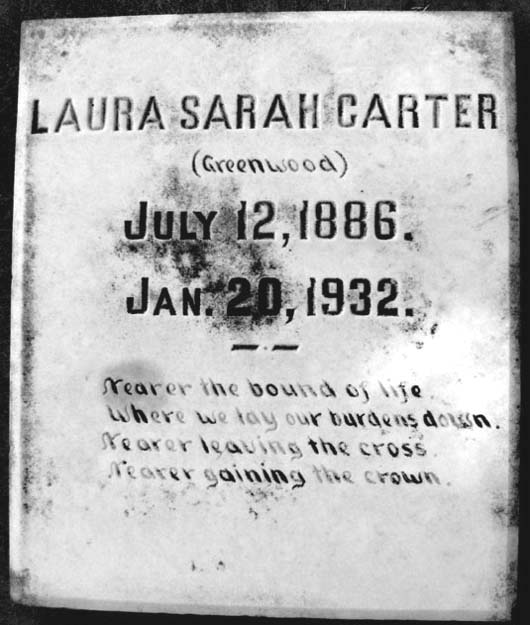 LAURA SARAH CARTER
(Greenwood)
JULY 12, 1886.
JAN. 20, 1932.
Nearer the bound of life
Where we lay our burdens down.
Nearer leaving the cross.
Nearer gaining the crown.